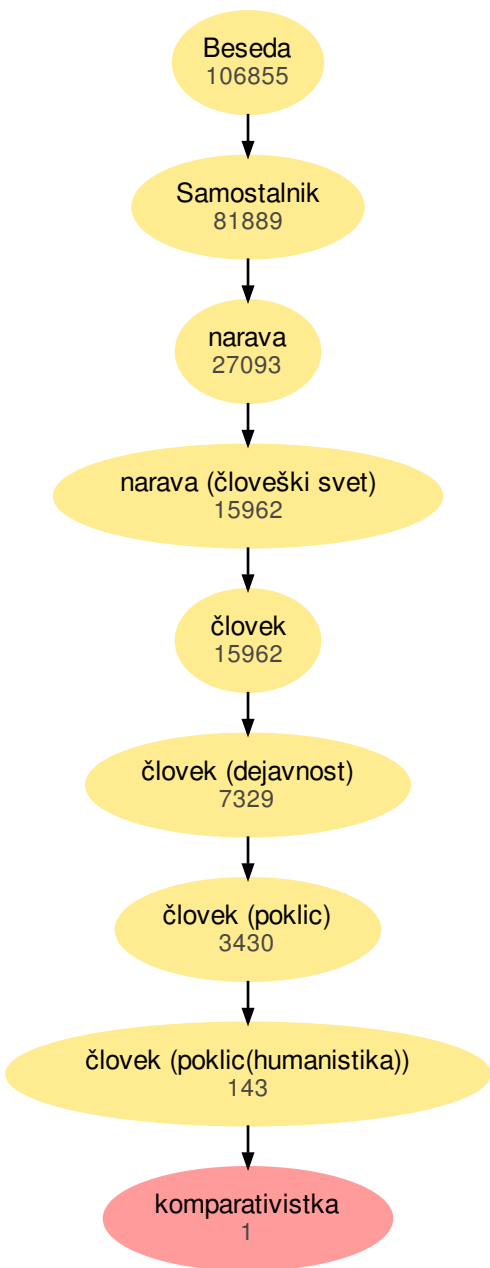 Beseda
106855
Samostalnik
81889
narava
27093
narava (človeški svet)
15962
človek
15962
človek (dejavnost)
7329
človek (poklic)
3430
človek (poklic(humanistika))
143
komparativistka
1